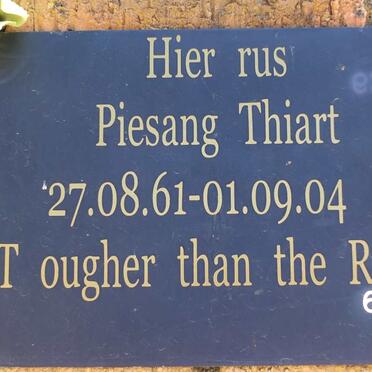 Hier rus
Piesang Thiart
27.08.61-01.09.04
T ougher than the R